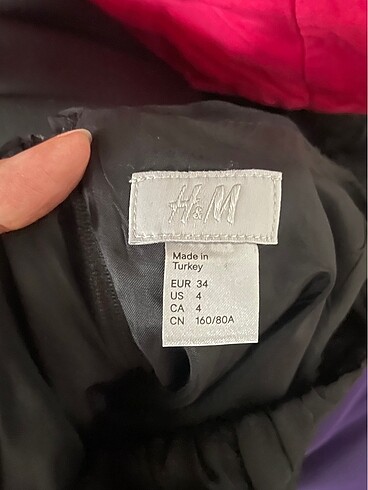 H&M
Made in
Turkey
EUR 34
US 4
CA 4
CN 160/80A